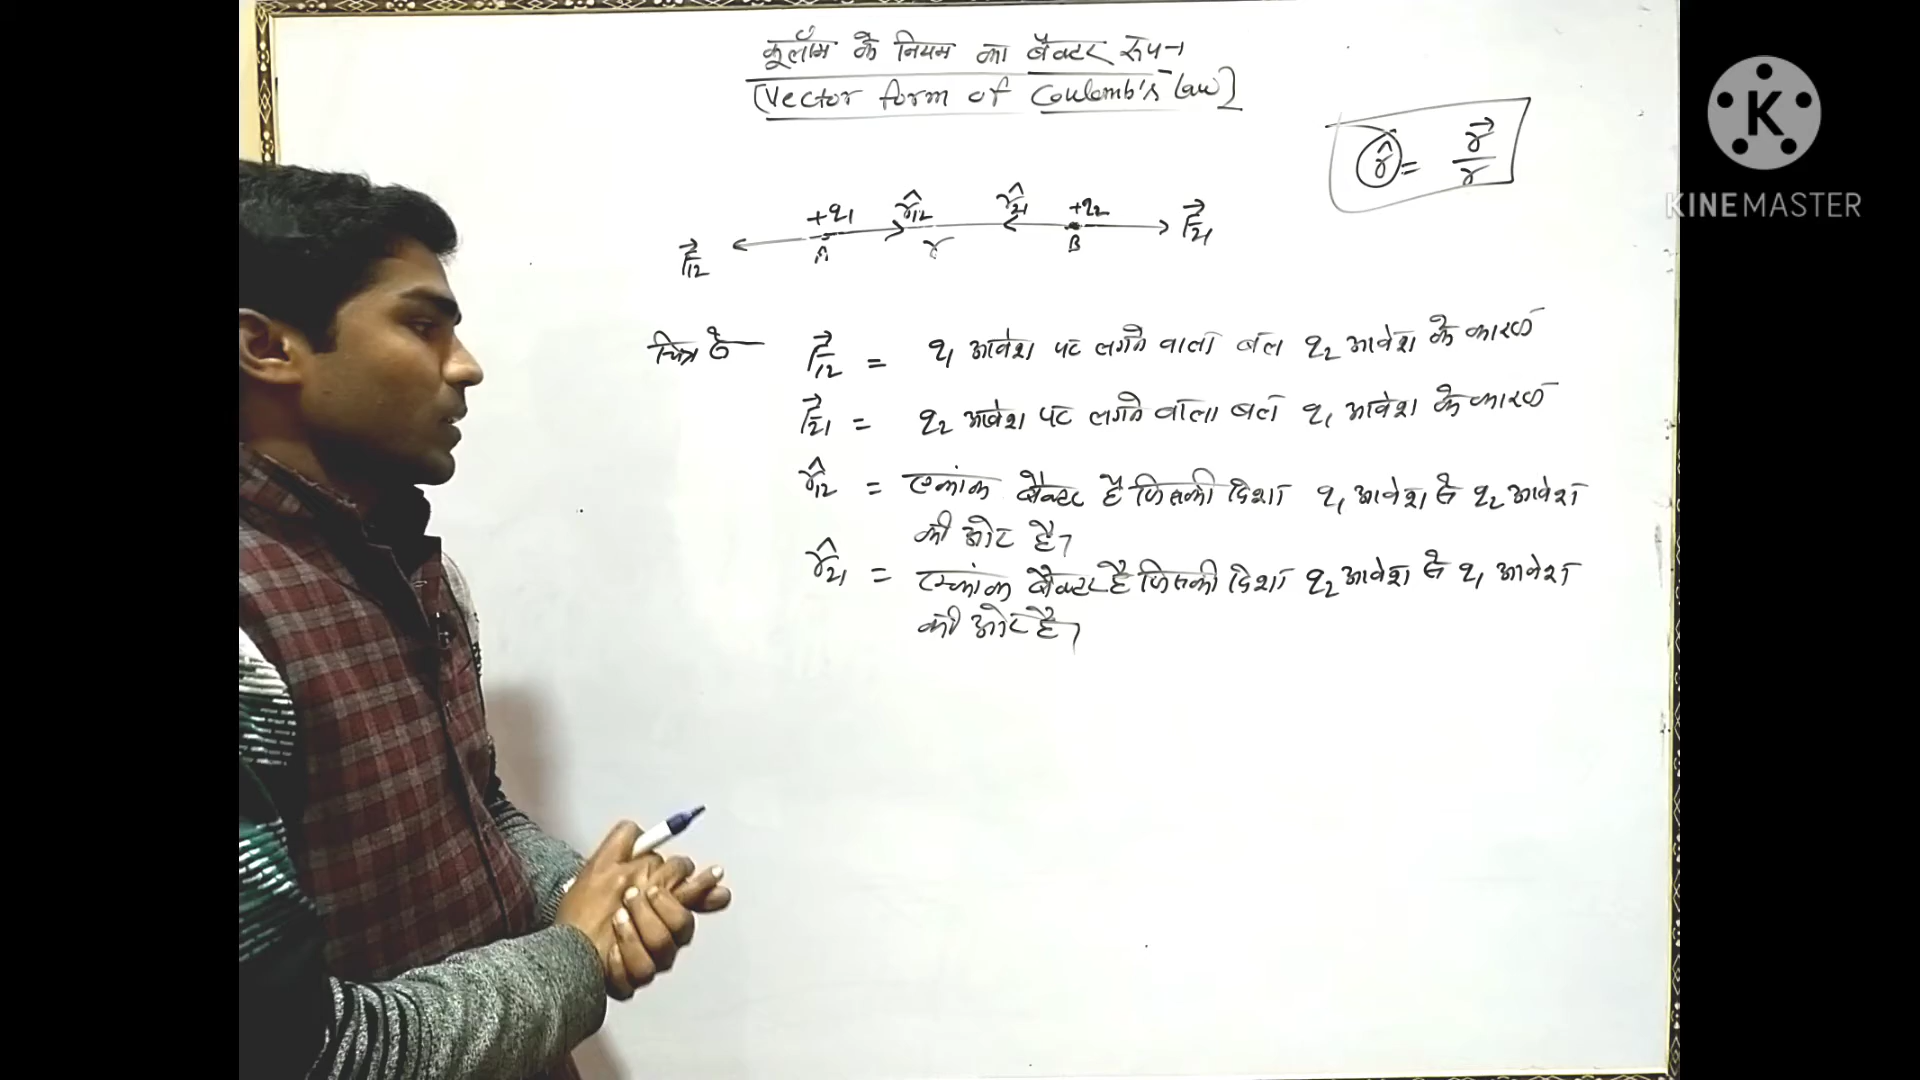 कूलॉम के नियम का वैक्टर रूप-
[Vector form of Coulomb's Law]
r̂ = r⃗/r
+q1 r̂12 r̂21 +q2
F⃗12 A r B F⃗21
चित्र से F⃗12 = q1 आवेश पर लगने वाला बल q2 आवेश के कारण
F⃗21 = q2 आवेश पर लगने वाला बल q1 आवेश के कारण
r̂12 = एकांक वैक्टर है जिसकी दिशा q1 आवेश से q2 आवेश
की ओर है।
r̂21 = एकांक वैक्टर है जिसकी दिशा q2 आवेश से q1 आवेश
की ओर है।
K
KINEMASTER